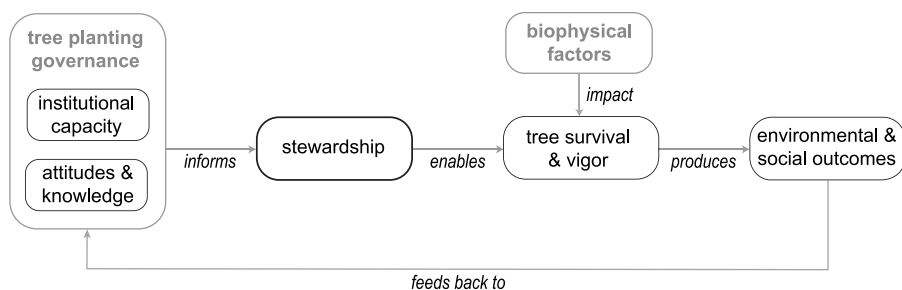 tree planting
governance
institutional
capacity
attitudes &
knowledge
informs
stewardship
enables
biophysical
factors
impact
tree survival
& vigor
produces
environmental &
social outcomes
feeds back to